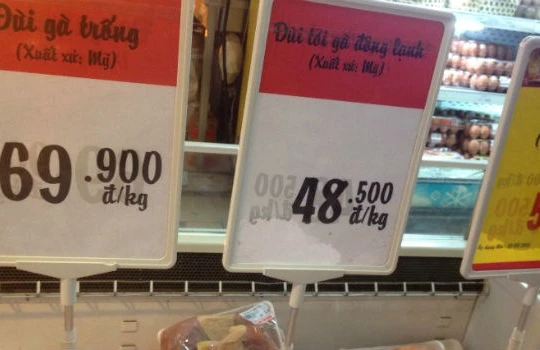 Đùi gà trống
(Xuất xứ: Mỹ)
69.900
đ/kg
Đùi tỏi gà đông lạnh
(Xuất xứ: Mỹ)
48.500
đ/kg